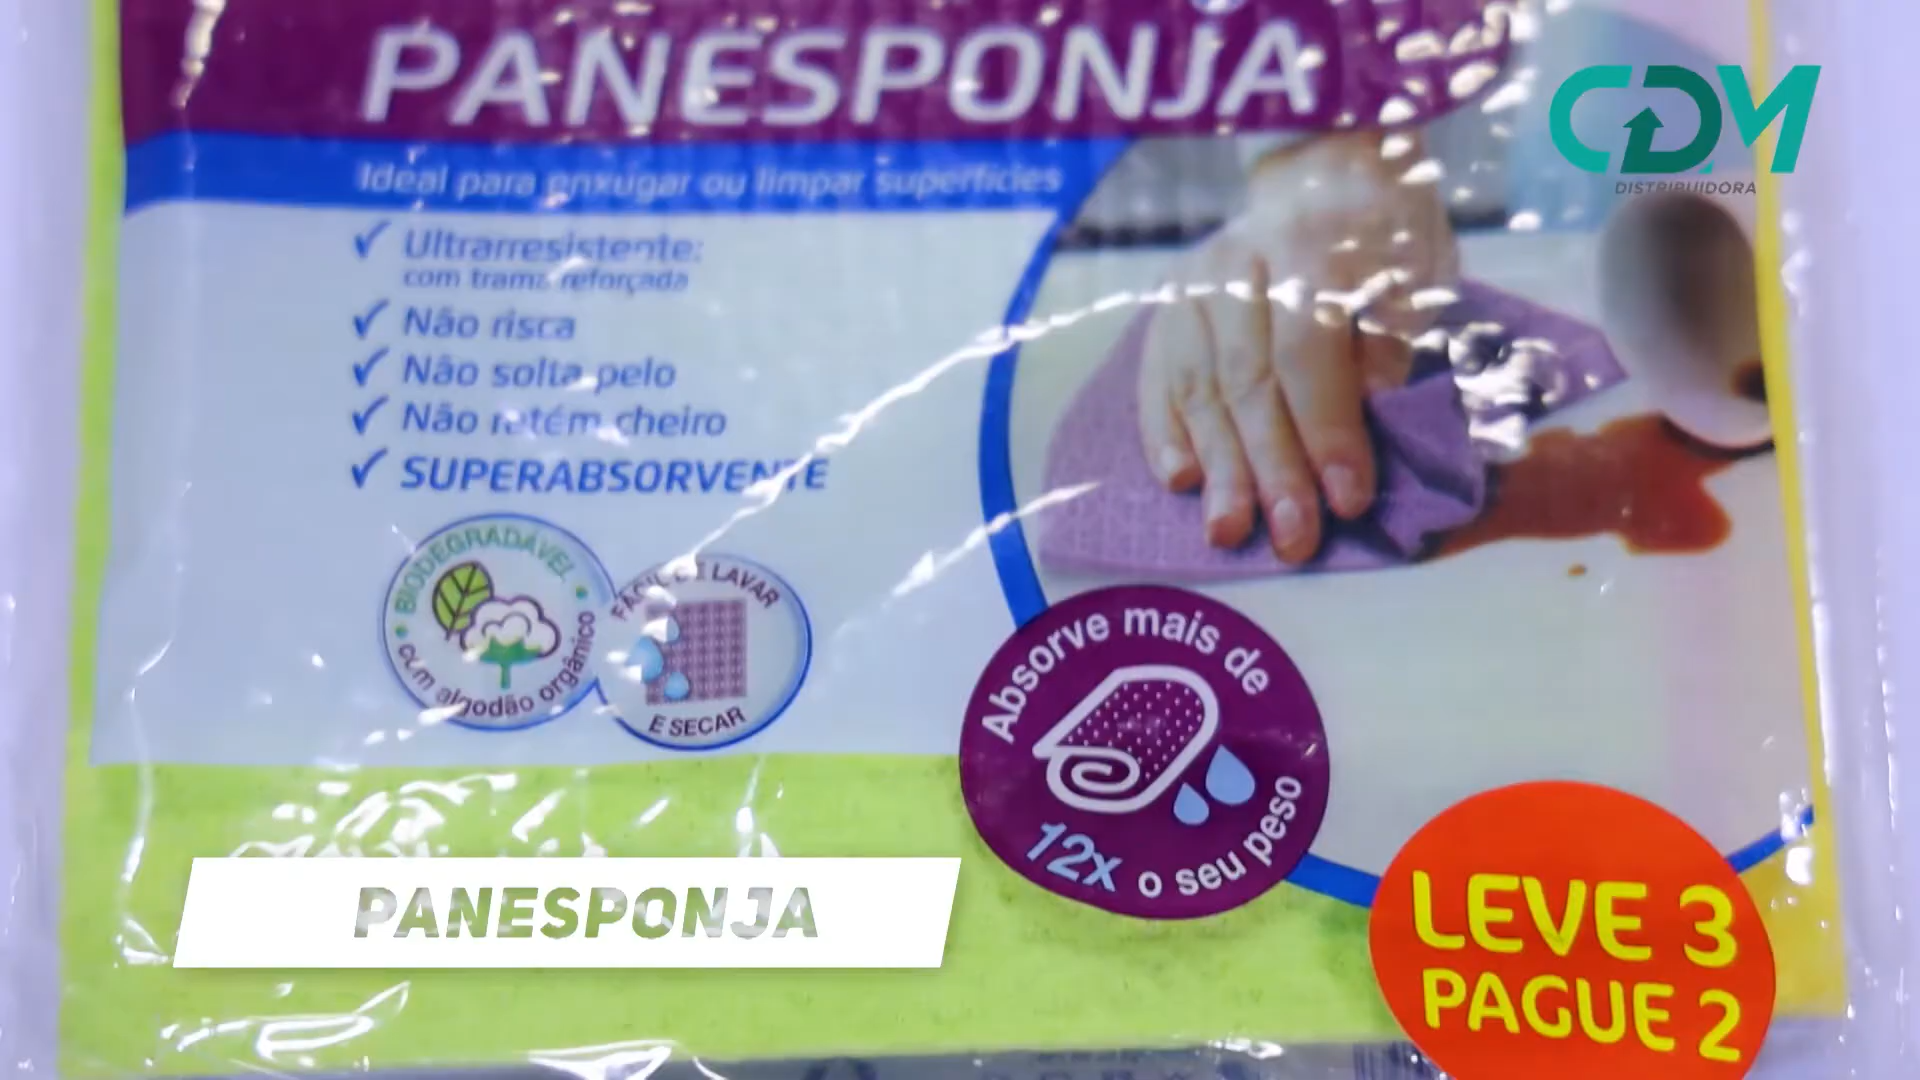 PANESPONJA
CDM
DISTRIBUIDORA
Ideal para enxugar ou limpar superfícies
✓ Ultrarresistente:
com trama reforçada
✓ Não risca
✓ Não solta pelo
✓ Não retém cheiro
✓ SUPERABSORVENTE
BIODEGRADÁVEL
com algodão orgânico
FÁCIL DE LAVAR
E SECAR
Absorve mais de
12x o seu peso
LEVE 3
PAGUE 2
PANESPONJA